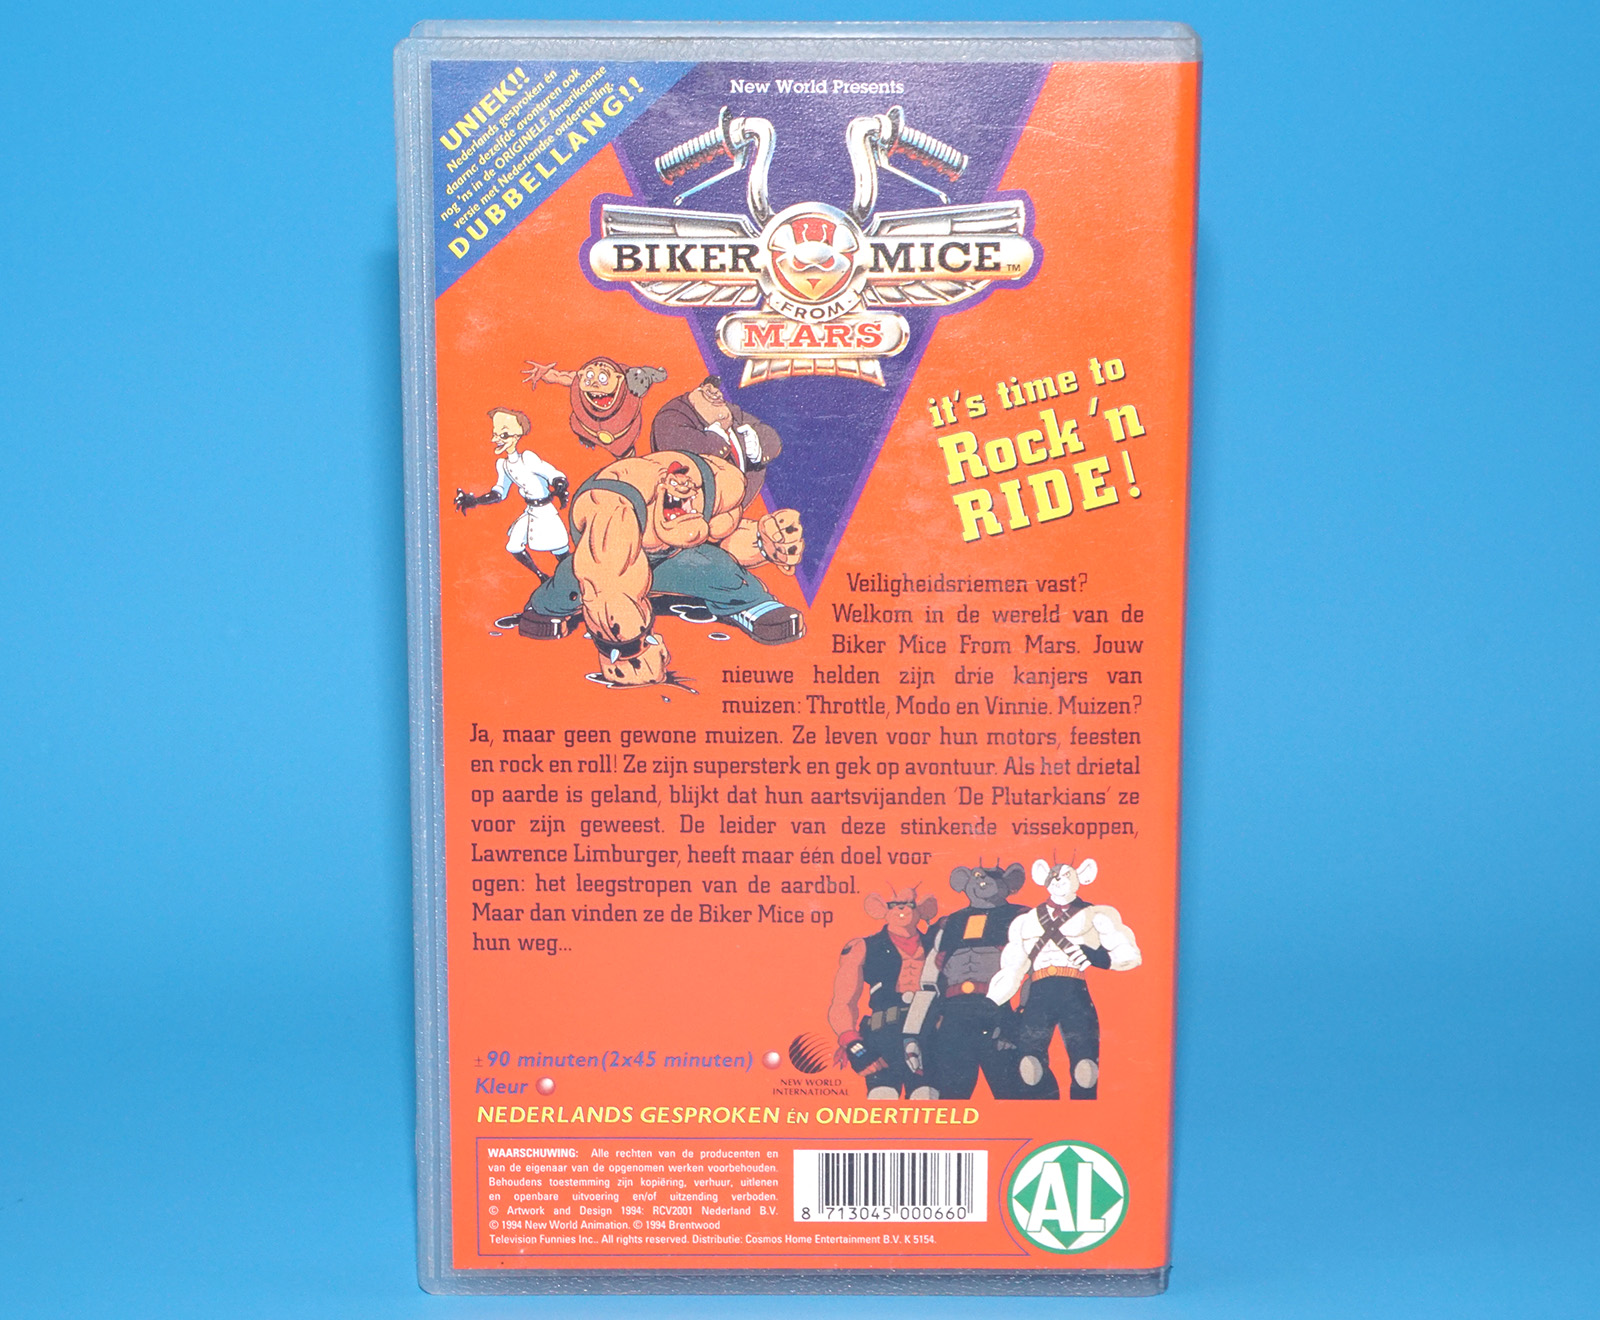 UNIEK!!
Nederlands gesproken én
daarna dezelfde avonturen ook
nog 'ns in de ORIGINELE Amerikaanse
versie met Nederlandse ondertiteling.
DUBBELLANG!!
New World Presents
BIKER MICE TM
FROM
MARS
it's time to
Rock'n
RIDE!
Veiligheidsriemen vast?
Welkom in de wereld van de
Biker Mice From Mars. Jouw
nieuwe helden zijn drie kanjers van
muizen: Throttle, Modo en Vinnie. Muizen?
Ja, maar geen gewone muizen. Ze leven voor hun motors, feesten
en rock en roll! Ze zijn supersterk en gek op avontuur. Als het drietal
op aarde is geland, blijkt dat hun aartsvijanden 'De Plutarkians' ze
voor zijn geweest. De leider van deze stinkende vissekoppen,
Lawrence Limburger, heeft maar één doel voor
ogen: het leegstropen van de aardbol.
Maar dan vinden ze de Biker Mice op
hun weg...
± 90 minuten (2x45 minuten)
Kleur
NEW WORLD
INTERNATIONAL
NEDERLANDS GESPROKEN ÉN ONDERTITELD
WAARSCHUWING: Alle rechten van de producenten en
van de eigenaar van de opgenomen werken voorbehouden.
Behoudens toestemming zijn kopiëring, verhuur, uitlenen
en openbare uitvoering en/of uitzending verboden.
© Artwork and Design 1994: RCV2001 Nederland B.V.
© 1994 New World Animation. © 1994 Brentwood
Television Funnies Inc.. All rights reserved. Distributie: Cosmos Home Entertainment B.V. K 5154.
8 713045 000660
AL